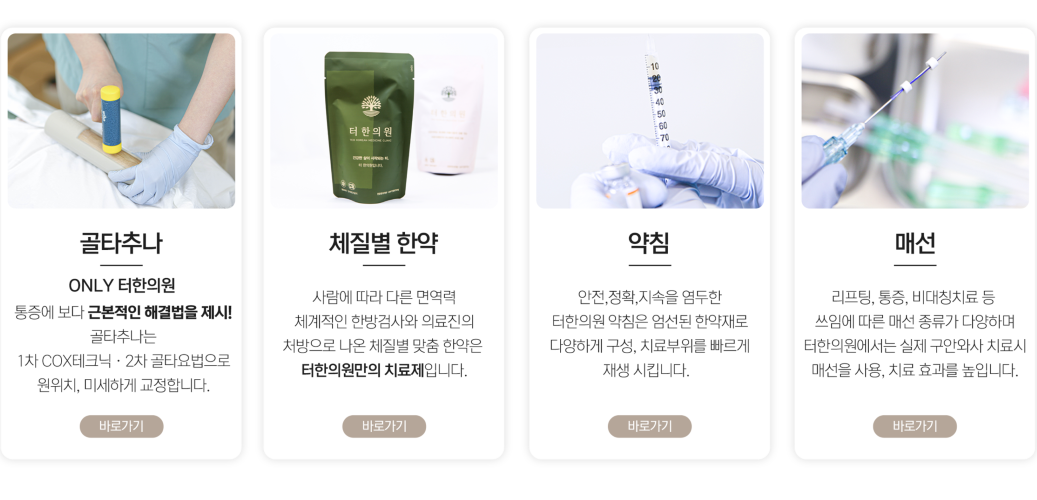 골타추나
ONLY 터한의원
통증에 보다 근본적인 해결법을 제시!
골타추나는
1차 COX테크닉 · 2차 골타요법으로
원위치, 미세하게 교정합니다.
바로가기
터한의원
체질별 한약
사람에 따라 다른 면역력
체계적인 한방검사와 의료진의
처방으로 나온 체질별 맞춤 한약은
터한의원만의 치료제입니다.
바로가기
10
20
30
40
50
60
70
약침
안전,정확,지속을 염두한
터한의원 약침은 엄선된 한약재로
다양하게 구성, 치료부위를 빠르게
재생 시킵니다.
바로가기
매선
리프팅, 통증, 비대칭치료 등
쓰임에 따른 매선 종류가 다양하며
터한의원에서는 실제 구안와사 치료시
매선을 사용, 치료 효과를 높입니다.
바로가기